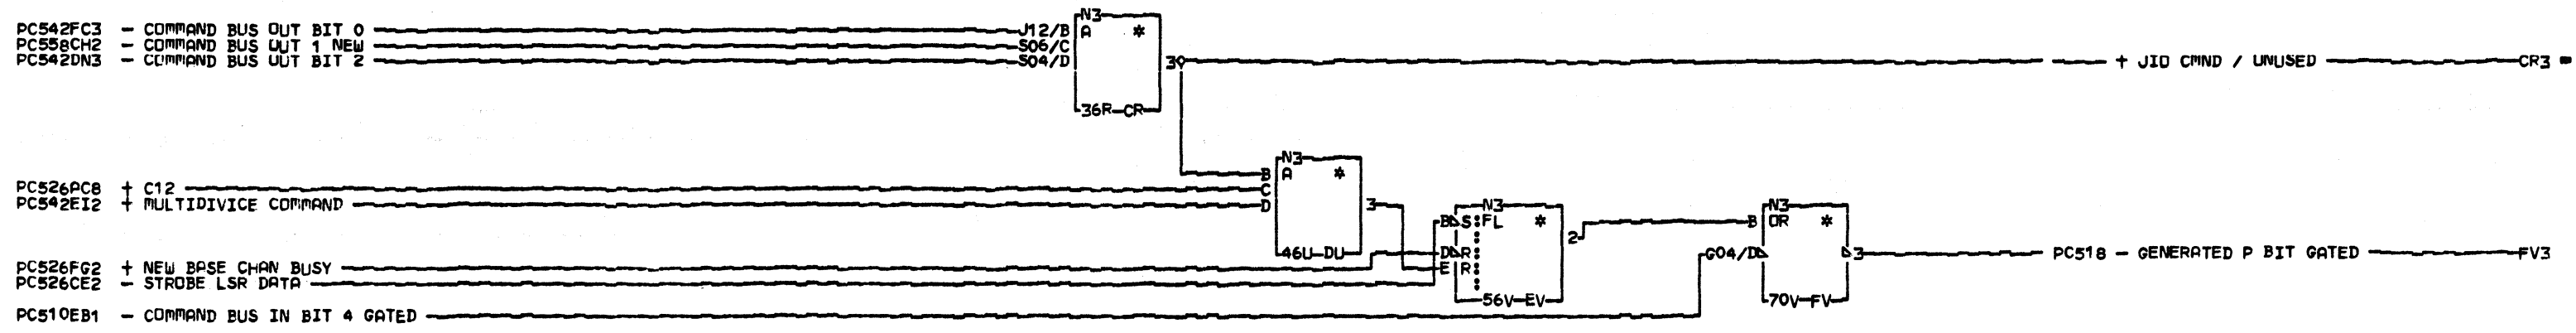 N3
PC542FC3 - COMMAND BUS OUT BIT 0 J12/B A *
PC558CH2 - COMMAND BUS OUT 1 NEW S06/C
PC542DN3 - COMMAND BUS OUT BIT 2 S04/D 3 + JIO CMND / UNUSED CR3
36R CR
N3
B A *
PC526AC8 + C12 C
PC542EI2 + MULTIDIVICE COMMAND D 3 N3 N3
B S FL * B OR *
2
46U DU D R G04/D 3 PC518 - GENERATED P BIT GATED FV3
PC526FG2 + NEW BASE CHAN BUSY E R
PC526CE2 - STROBE LSR DATA
56V EV 70V FV
PC510EB1 - COMMAND BUS IN BIT 4 GATED